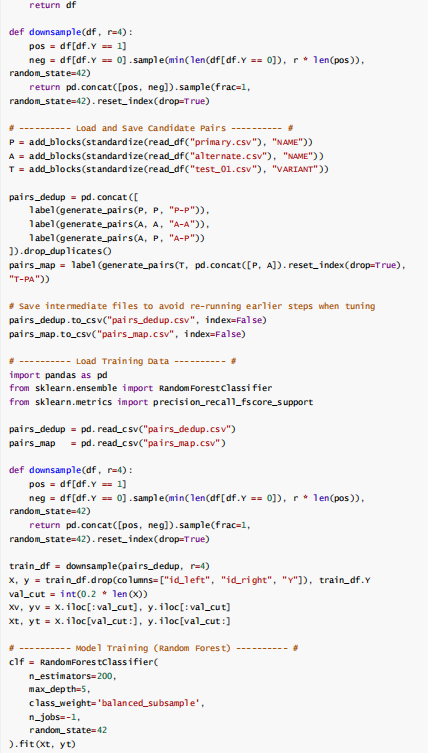 return df

def downsample(df, r=4):
    pos = df[df.Y == 1]
    neg = df[df.Y == 0].sample(min(len(df[df.Y == 0]), r * len(pos)),
random_state=42)
    return pd.concat([pos, neg]).sample(frac=1,
random_state=42).reset_index(drop=True)

# ---------- Load and Save Candidate Pairs ---------- #
P = add_blocks(standardize(read_df("primary.csv"), "NAME"))
A = add_blocks(standardize(read_df("alternate.csv"), "NAME"))
T = add_blocks(standardize(read_df("test_01.csv"), "VARIANT"))

pairs_dedup = pd.concat([
    label(generate_pairs(P, P, "P-P")),
    label(generate_pairs(A, A, "A-A")),
    label(generate_pairs(A, P, "A-P"))
]).drop_duplicates()
pairs_map = label(generate_pairs(T, pd.concat([P, A]).reset_index(drop=True),
"T-PA"))

# Save intermediate files to avoid re-running earlier steps when tuning
pairs_dedup.to_csv("pairs_dedup.csv", index=False)
pairs_map.to_csv("pairs_map.csv", index=False)

# ---------- Load Training Data ---------- #
import pandas as pd
from sklearn.ensemble import RandomForestClassifier
from sklearn.metrics import precision_recall_fscore_support

pairs_dedup = pd.read_csv("pairs_dedup.csv")
pairs_map   = pd.read_csv("pairs_map.csv")

def downsample(df, r=4):
    pos = df[df.Y == 1]
    neg = df[df.Y == 0].sample(min(len(df[df.Y == 0]), r * len(pos)),
random_state=42)
    return pd.concat([pos, neg]).sample(frac=1,
random_state=42).reset_index(drop=True)

train_df = downsample(pairs_dedup, r=4)
X, y = train_df.drop(columns=["id_left", "id_right", "Y"]), train_df.Y
val_cut = int(0.2 * len(X))
Xv, yv = X.iloc[:val_cut], y.iloc[:val_cut]
Xt, yt = X.iloc[val_cut:], y.iloc[val_cut:]

# ---------- Model Training (Random Forest) ---------- #
clf = RandomForestClassifier(
    n_estimators=200,
    max_depth=5,
    class_weight='balanced_subsample',
    n_jobs=-1,
    random_state=42
).fit(Xt, yt)